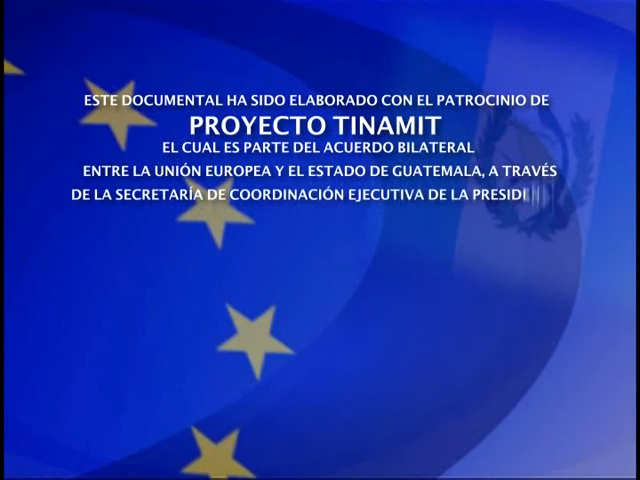 ESTE DOCUMENTAL HA SIDO ELABORADO CON EL PATROCINIO DE
PROYECTO TINAMIT
EL CUAL ES PARTE DEL ACUERDO BILATERAL
ENTRE LA UNIÓN EUROPEA Y EL ESTADO DE GUATEMALA, A TRAVÉS
DE LA SECRETARÍA DE COORDINACIÓN EJECUTIVA DE LA PRESID